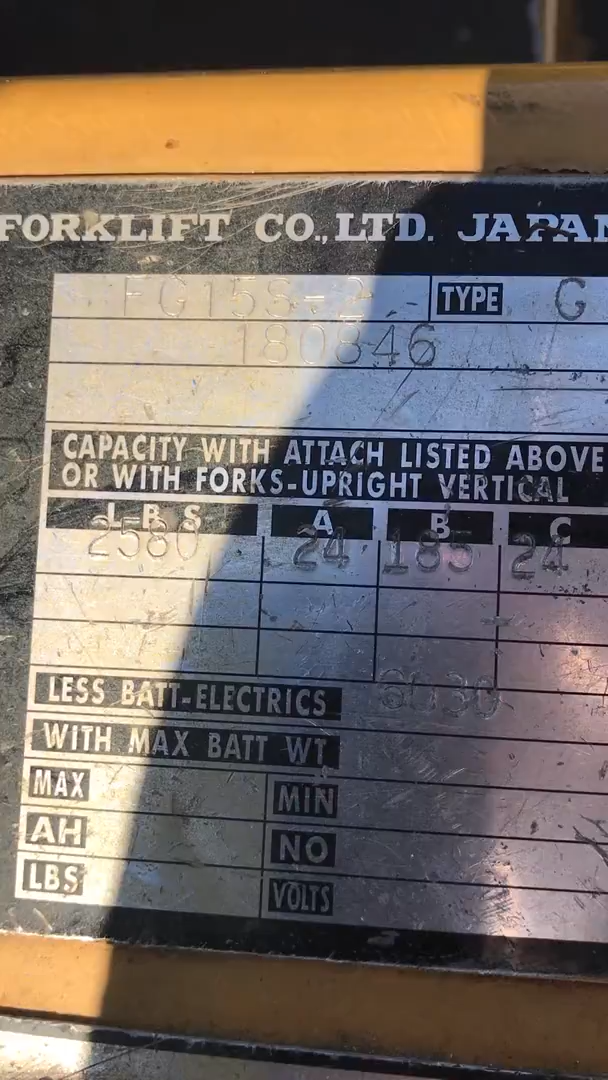 FORKLIFT CO., LTD. JAPAN
FG15S-2 TYPE G
180846
CAPACITY WITH ATTACH LISTED ABOVE
OR WITH FORKS-UPRIGHT VERTICAL
LBS A B C
2580 24 185 24
LESS BATT-ELECTRICS 6030
WITH MAX BATT WT
MAX MIN
AH NO
LBS VOLTS